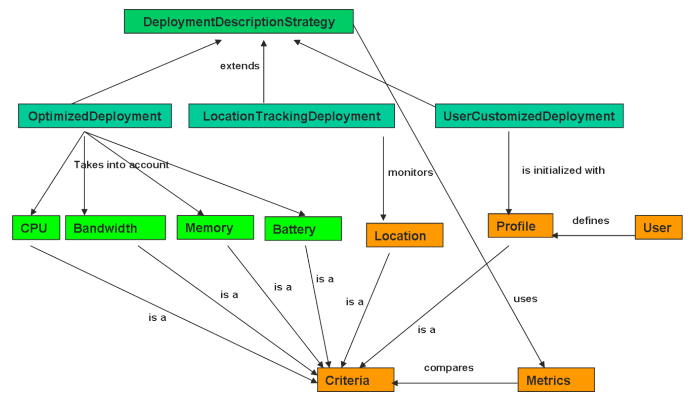 DeploymentDescriptionStrategy
extends
OptimizedDeployment
LocationTrackingDeployment
UserCustomizedDeployment
Takes into account
monitors
is initialized with
CPU
Bandwidth
Memory
Battery
Location
Profile
defines
User
is a
is a
is a
is a
is a
is a
uses
compares
Criteria
Metrics